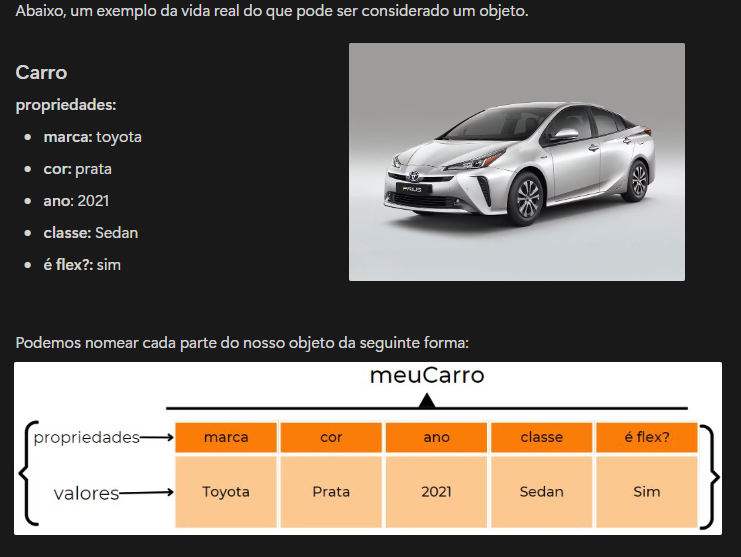 Abaixo, um exemplo da vida real do que pode ser considerado um objeto.
Carro
propriedades:
marca: toyota
cor: prata
ano: 2021
classe: Sedan
é flex?: sim
PRIUS
Podemos nomear cada parte do nosso objeto da seguinte forma:
meuCarro
propriedades marca cor ano classe é flex?
valores Toyota Prata 2021 Sedan Sim